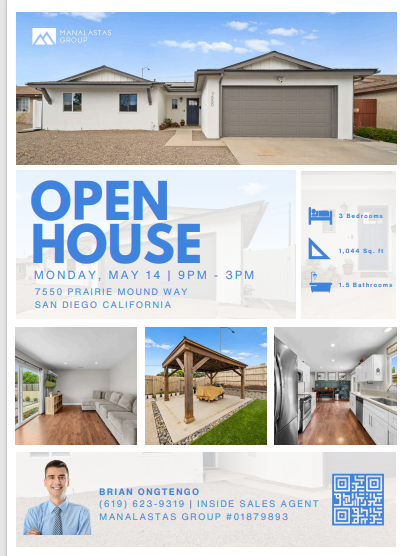 MANALASTAS
GROUP
OPEN
HOUSE
MONDAY, MAY 14 | 9PM - 3PM
7550 PRAIRIE MOUND WAY
SAN DIEGO CALIFORNIA
3 Bedrooms
1,044 Sq. ft
1.5 Bathrooms
BRIAN ONGTENGO
(619) 623-9319 | INSIDE SALES AGENT
MANALASTAS GROUP #01879893